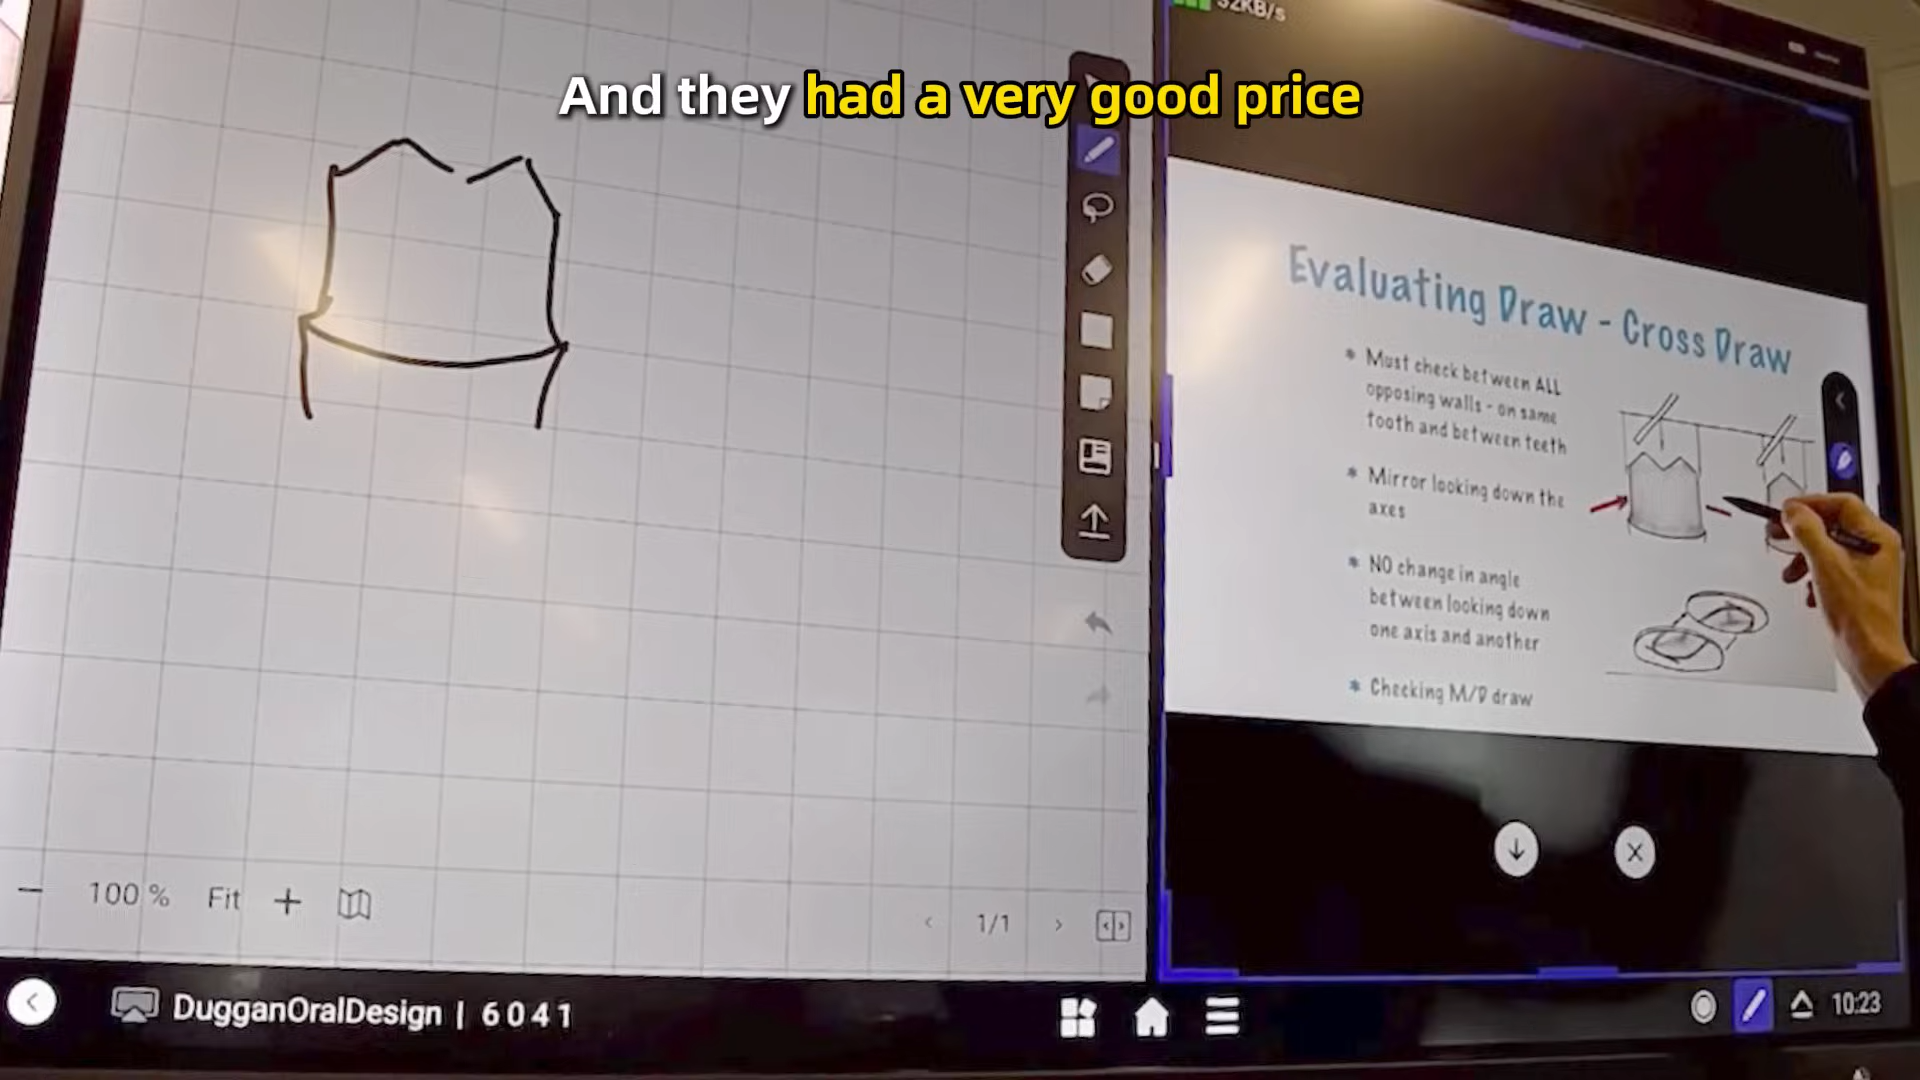 32KB/s
And they had a very good price
Evaluating Draw - Cross Draw
* Must check between ALL
opposing walls - on same
tooth and between teeth
* Mirror looking down the
axes
* NO change in angle
between looking down
one axis and another
* Checking M/D draw
100 % Fit
1/1
DugganOralDesign | 6041
10:23